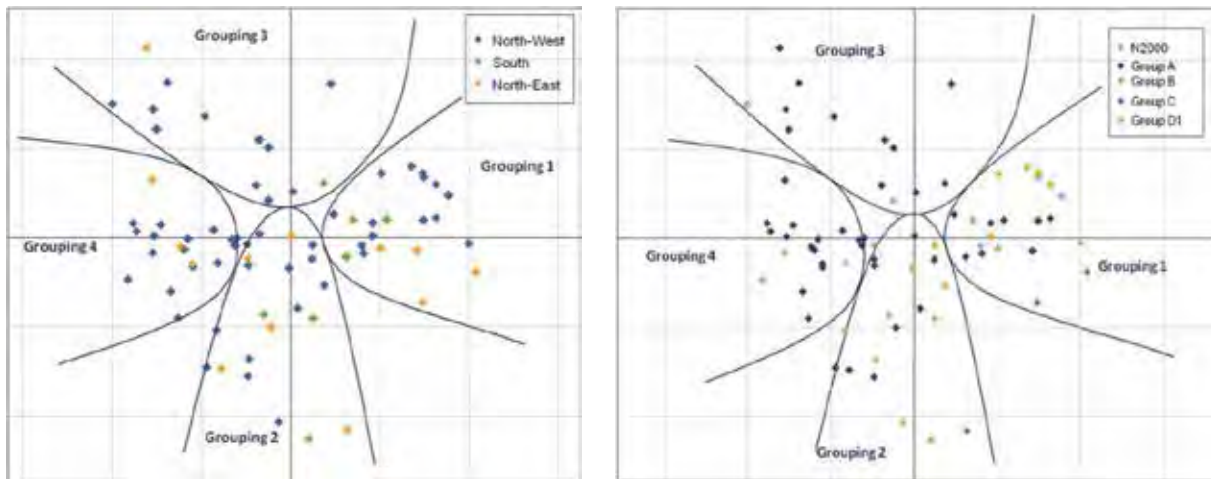 Grouping 3
North-West
South
North-East
Grouping 1
Grouping 4
Grouping 2
Grouping 3
N2000
Group A
Group B
Group C
Group D1
Grouping 4
Grouping 1
Grouping 2